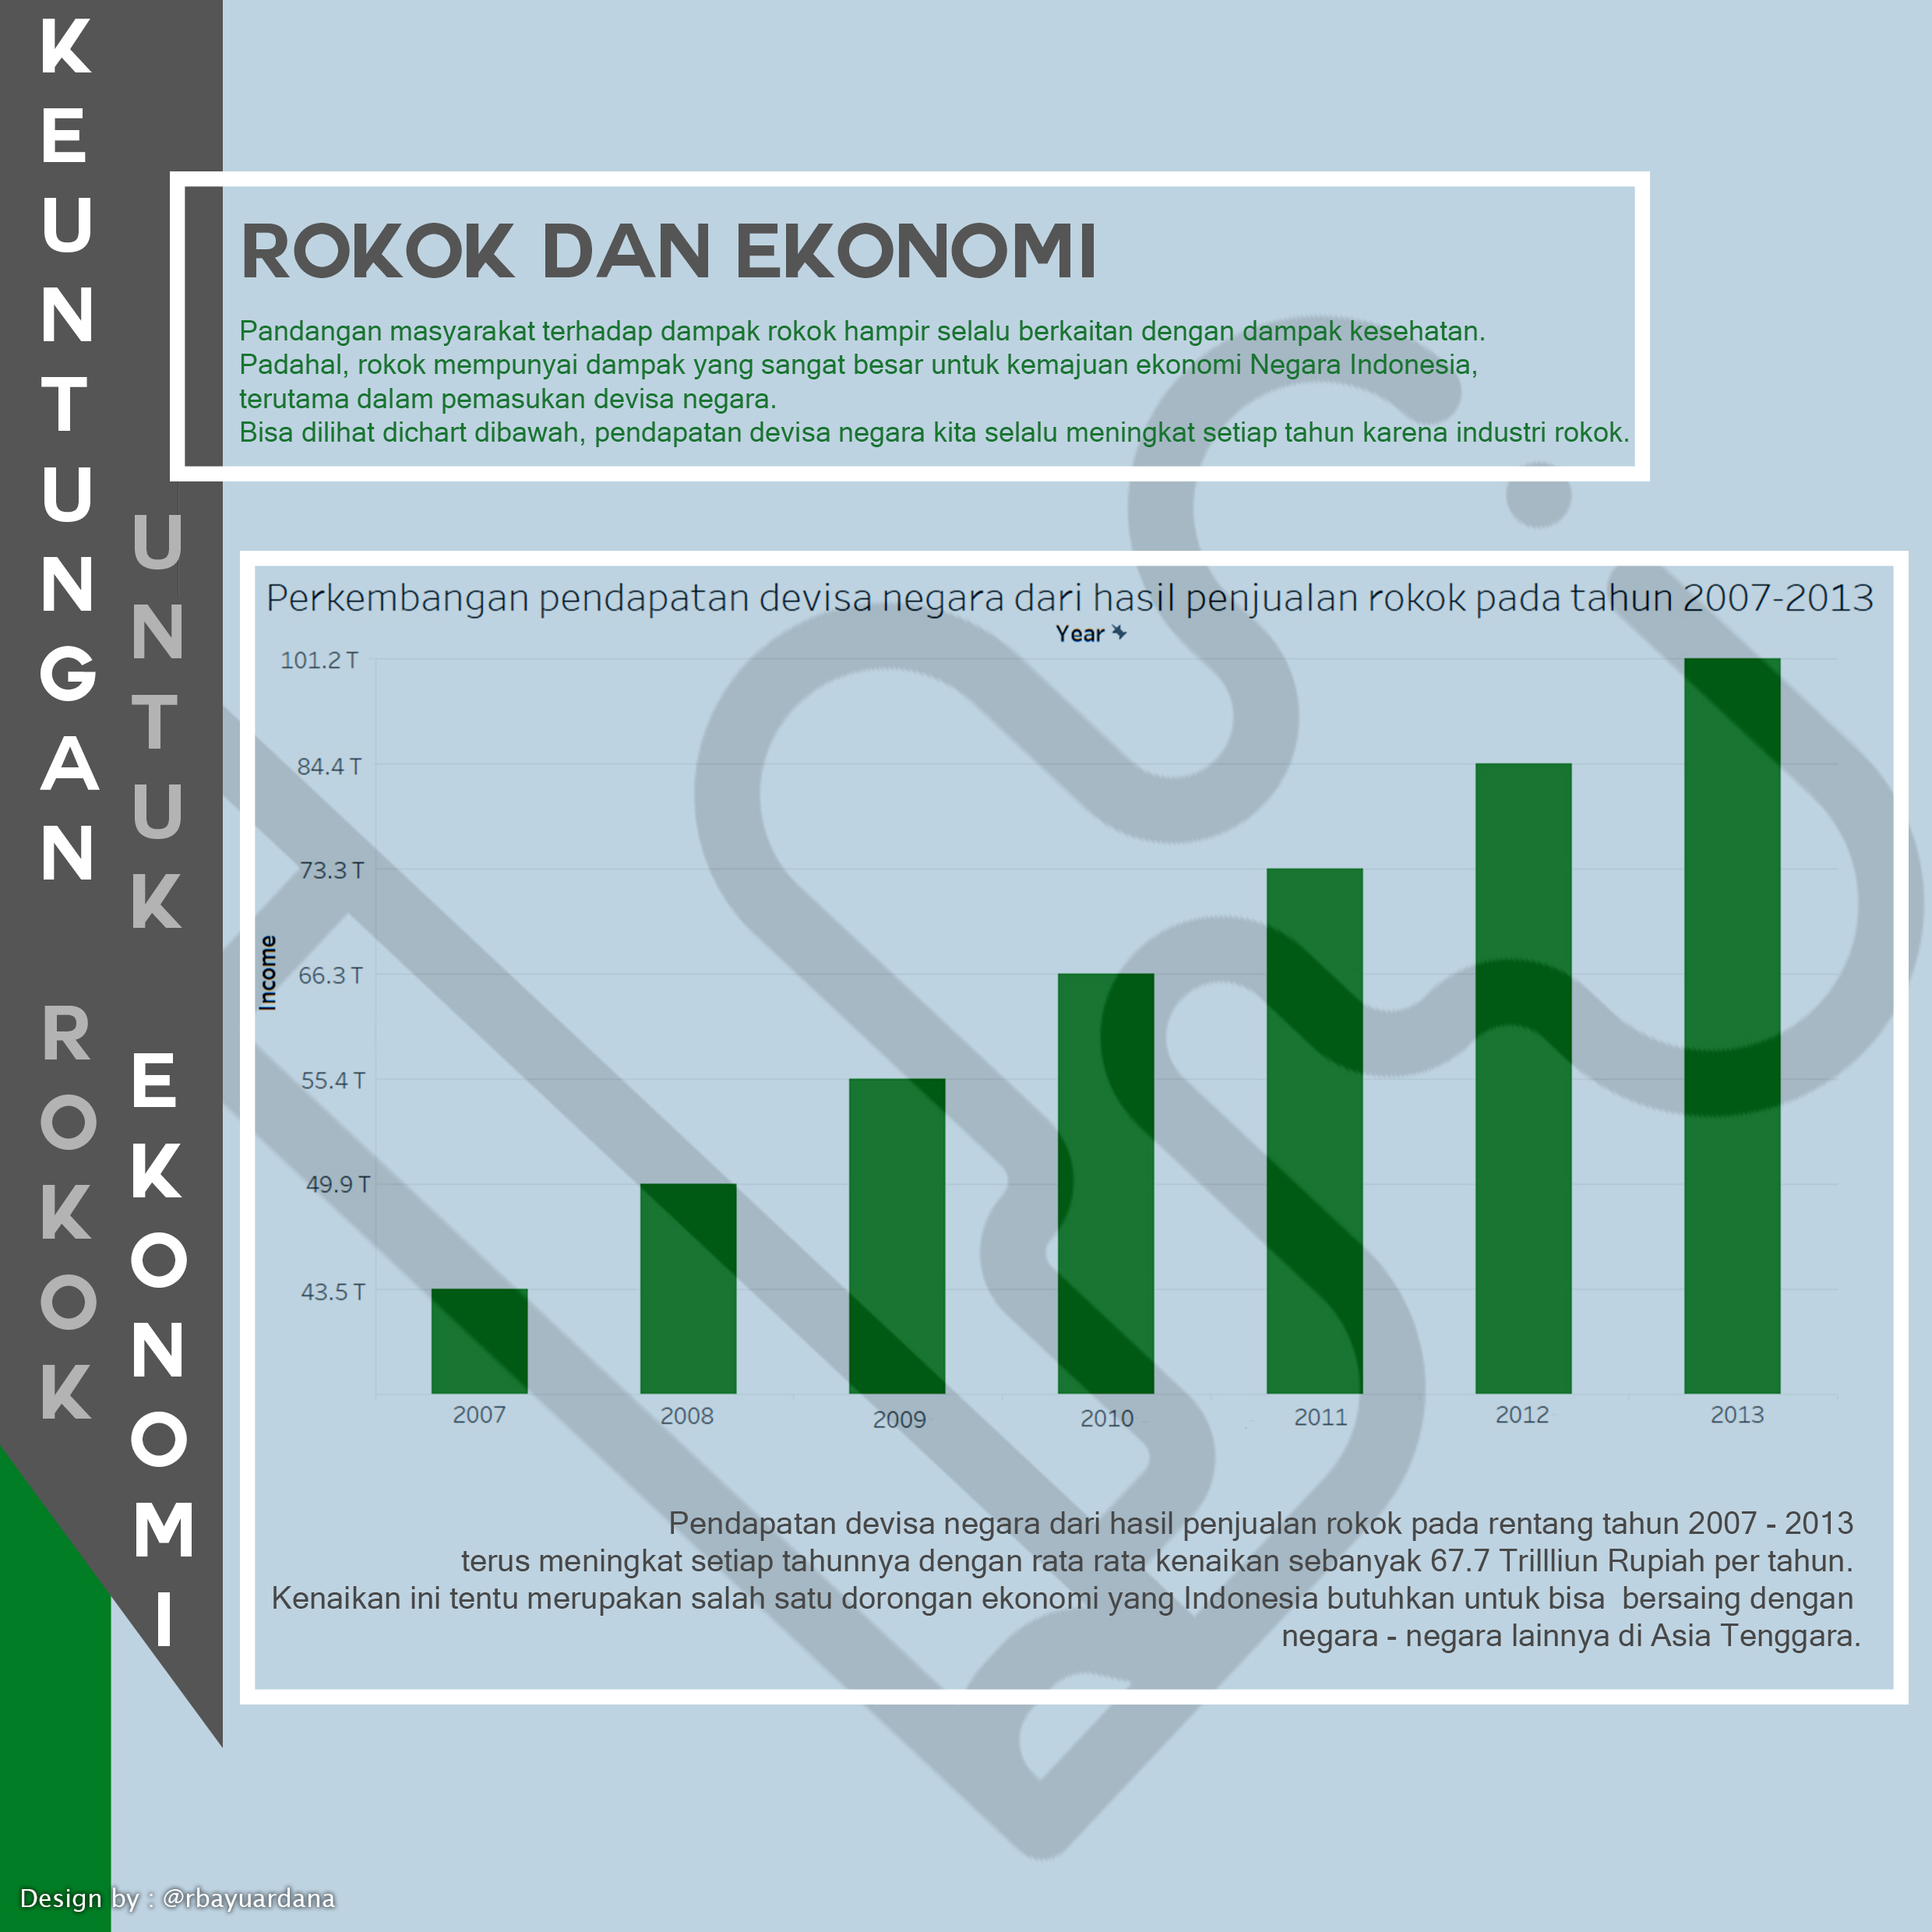 KEUNTUNGAN ROKOK
UNTUK EKONOMI
ROKOK DAN EKONOMI
Pandangan masyarakat terhadap dampak rokok hampir selalu berkaitan dengan dampak kesehatan.
Padahal, rokok mempunyai dampak yang sangat besar untuk kemajuan ekonomi Negara Indonesia,
terutama dalam pemasukan devisa negara.
Bisa dilihat dichart dibawah, pendapatan devisa negara kita selalu meningkat setiap tahun karena industri rokok.
Perkembangan pendapatan devisa negara dari hasil penjualan rokok pada tahun 2007-2013
Year
101.2 T
84.4 T
73.3 T
66.3 T
55.4 T
49.9 T
43.5 T
Income
2007 2008 2009 2010 2011 2012 2013
Pendapatan devisa negara dari hasil penjualan rokok pada rentang tahun 2007 - 2013
terus meningkat setiap tahunnya dengan rata rata kenaikan sebanyak 67.7 Trillliun Rupiah per tahun.
Kenaikan ini tentu merupakan salah satu dorongan ekonomi yang Indonesia butuhkan untuk bisa  bersaing dengan
negara - negara lainnya di Asia Tenggara.
Design by : @rbayuardana